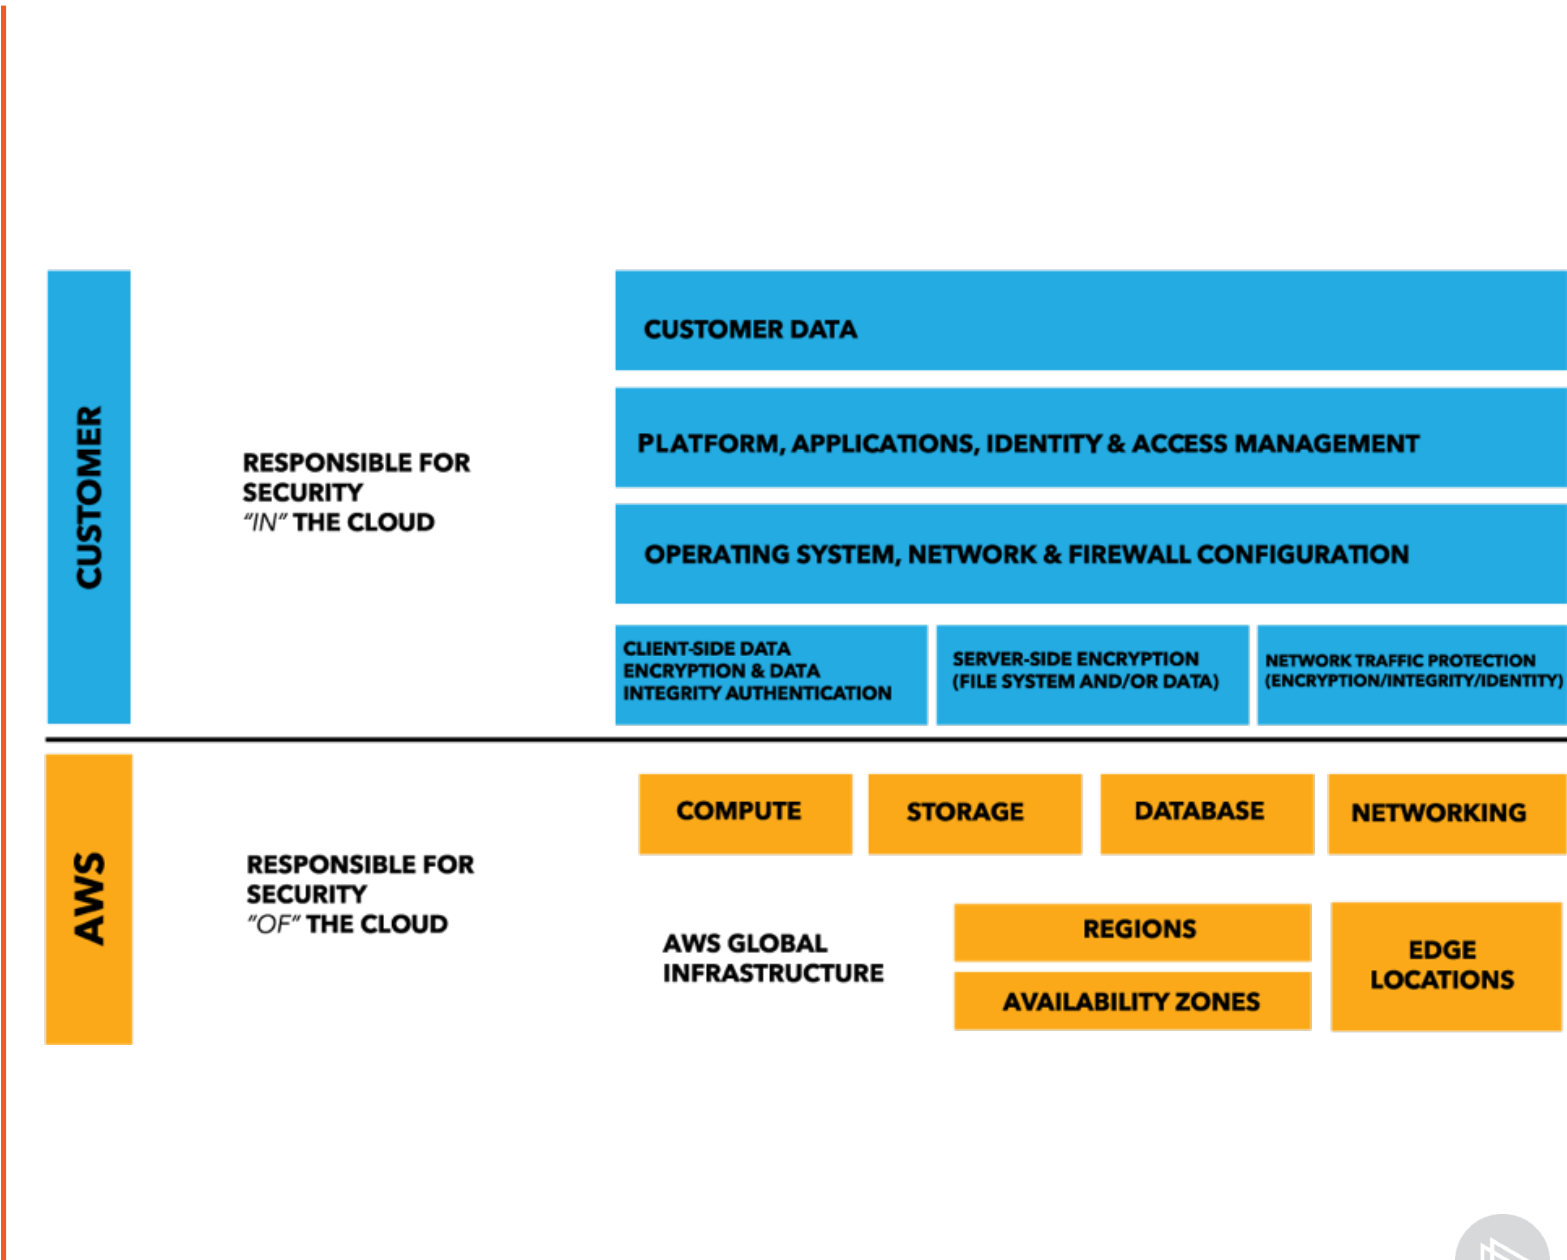 CUSTOMER
RESPONSIBLE FOR
SECURITY
"IN" THE CLOUD
CUSTOMER DATA
PLATFORM, APPLICATIONS, IDENTITY & ACCESS MANAGEMENT
OPERATING SYSTEM, NETWORK & FIREWALL CONFIGURATION
CLIENT-SIDE DATA
ENCRYPTION & DATA
INTEGRITY AUTHENTICATION
SERVER-SIDE ENCRYPTION
(FILE SYSTEM AND/OR DATA)
NETWORK TRAFFIC PROTECTION
(ENCRYPTION/INTEGRITY/IDENTITY)
AWS
RESPONSIBLE FOR
SECURITY
"OF" THE CLOUD
COMPUTE
STORAGE
DATABASE
NETWORKING
AWS GLOBAL
INFRASTRUCTURE
REGIONS
AVAILABILITY ZONES
EDGE
LOCATIONS